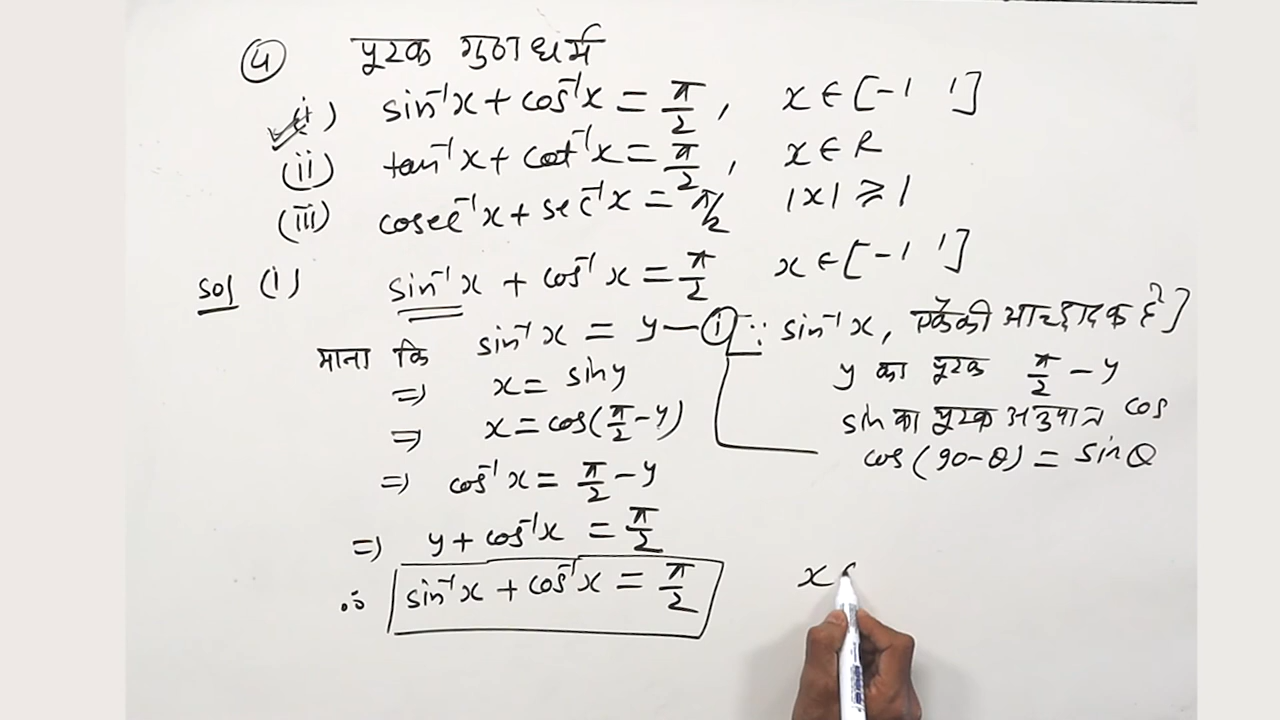 ④ पूरक गुणधर्म
(i) sin⁻¹x + cos⁻¹x = π/2, x ∈ [-1 1]
(ii) tan⁻¹x + cot⁻¹x = π/2, x ∈ R
(iii) cosec⁻¹x + sec⁻¹x = π/2 |x| ⩾ 1
Sol (i) sin⁻¹x + cos⁻¹x = π/2 x ∈ [-1 1]
माना कि sin⁻¹x = y — ① ∵ sin⁻¹x, एकैकी आच्छादक है]
⇒ x = sin y y का पूरक π/2 - y
⇒ x = cos(π/2 - y) sin का पूरक अनुपात cos
⇒ cos⁻¹x = π/2 - y cos(90-θ) = sinθ
⇒ y + cos⁻¹x = π/2
∴ sin⁻¹x + cos⁻¹x = π/2 x